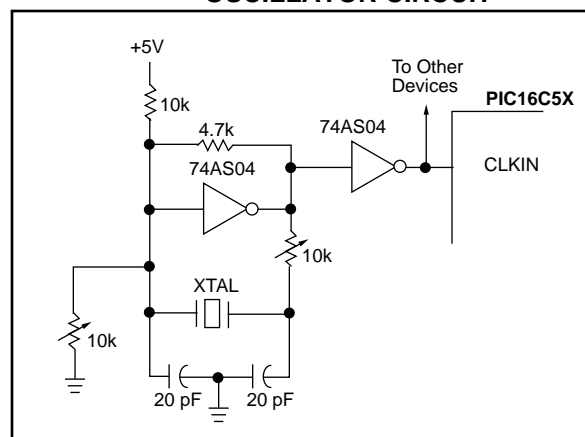 OSCILLATOR CIRCUIT
+5V
To Other
Devices
PIC16C5X
10k
4.7k
74AS04
74AS04
CLKIN
10k
XTAL
10k
20 pF
20 pF